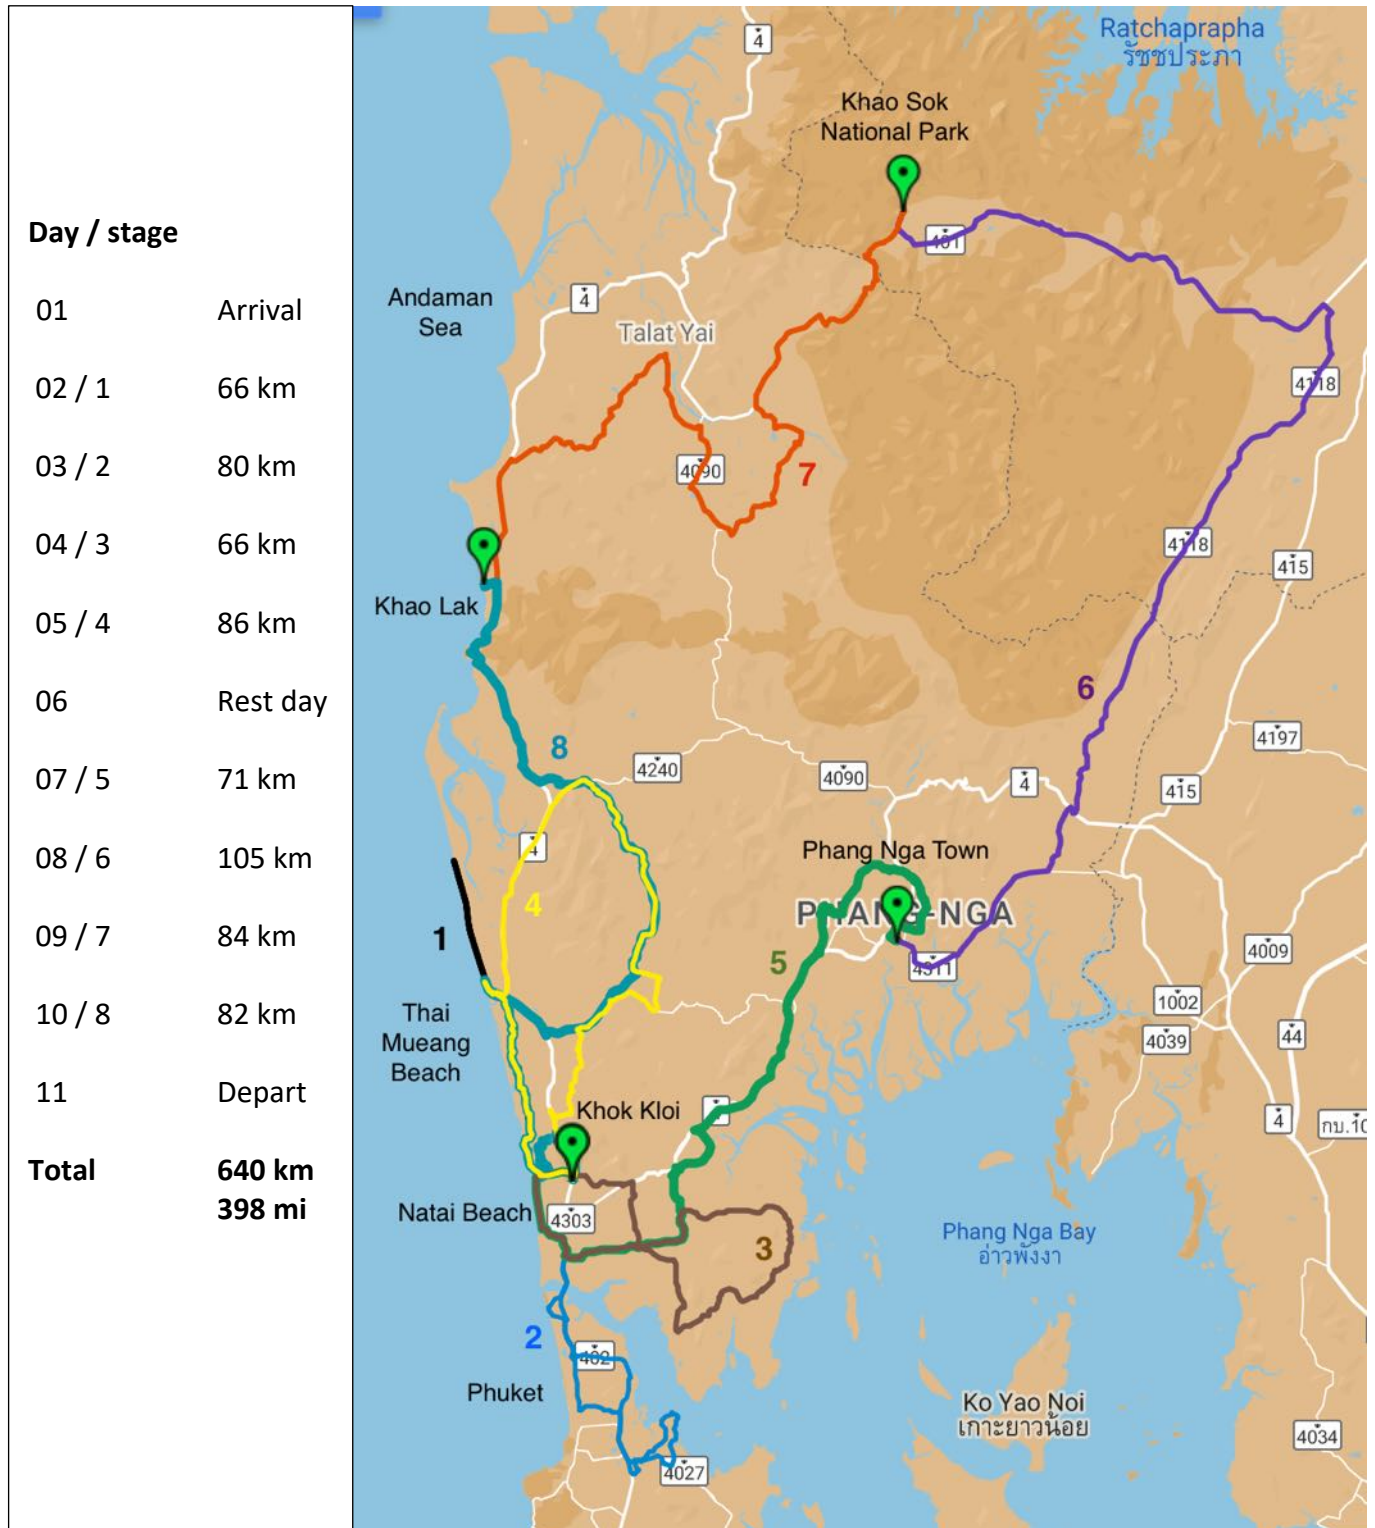 Day / stage
01 Arrival
02 / 1 66 km
03 / 2 80 km
04 / 3 66 km
05 / 4 86 km
06 Rest day
07 / 5 71 km
08 / 6 105 km
09 / 7 84 km
10 / 8 82 km
11 Depart
Total 640 km
398 mi
4
Ratchaprapha
รัชชประภา
Khao Sok
National Park
401
Andaman
Sea
4
Talat Yai
4118
4090
7
4118
415
Khao Lak
6
8
4240
4090
4
4197
415
4
Phang Nga Town
4
PHANG-NGA
1
5
4311
4009
1002
44
4039
Thai
Mueang
Beach
Khok Kloi
4
กบ.10
Natai Beach
4303
3
Phang Nga Bay
อ่าวพังงา
2
402
Phuket
Ko Yao Noi
เกาะยาวน้อย
4034
4027